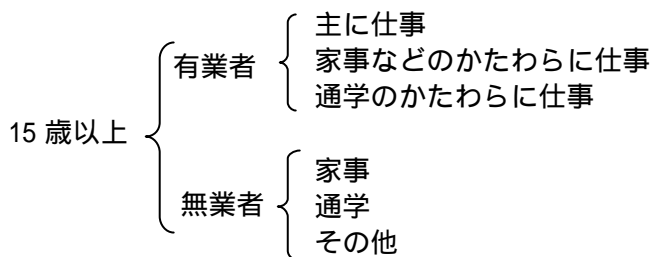 主に仕事
有業者
家事などのかたわらに仕事
通学のかたわらに仕事
15 歳以上
家事
無業者
通学
その他